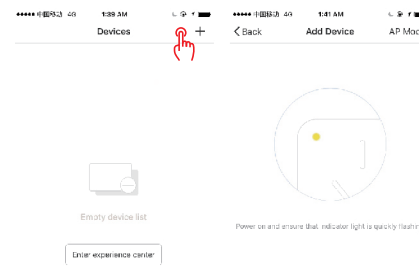 中国移动 4G 1:39 AM
Devices
Empty device list
Enter experience center
中国移动 4G 1:41 AM
Back Add Device AP Mod
Power on and ensure that indicator light is quickly flashin